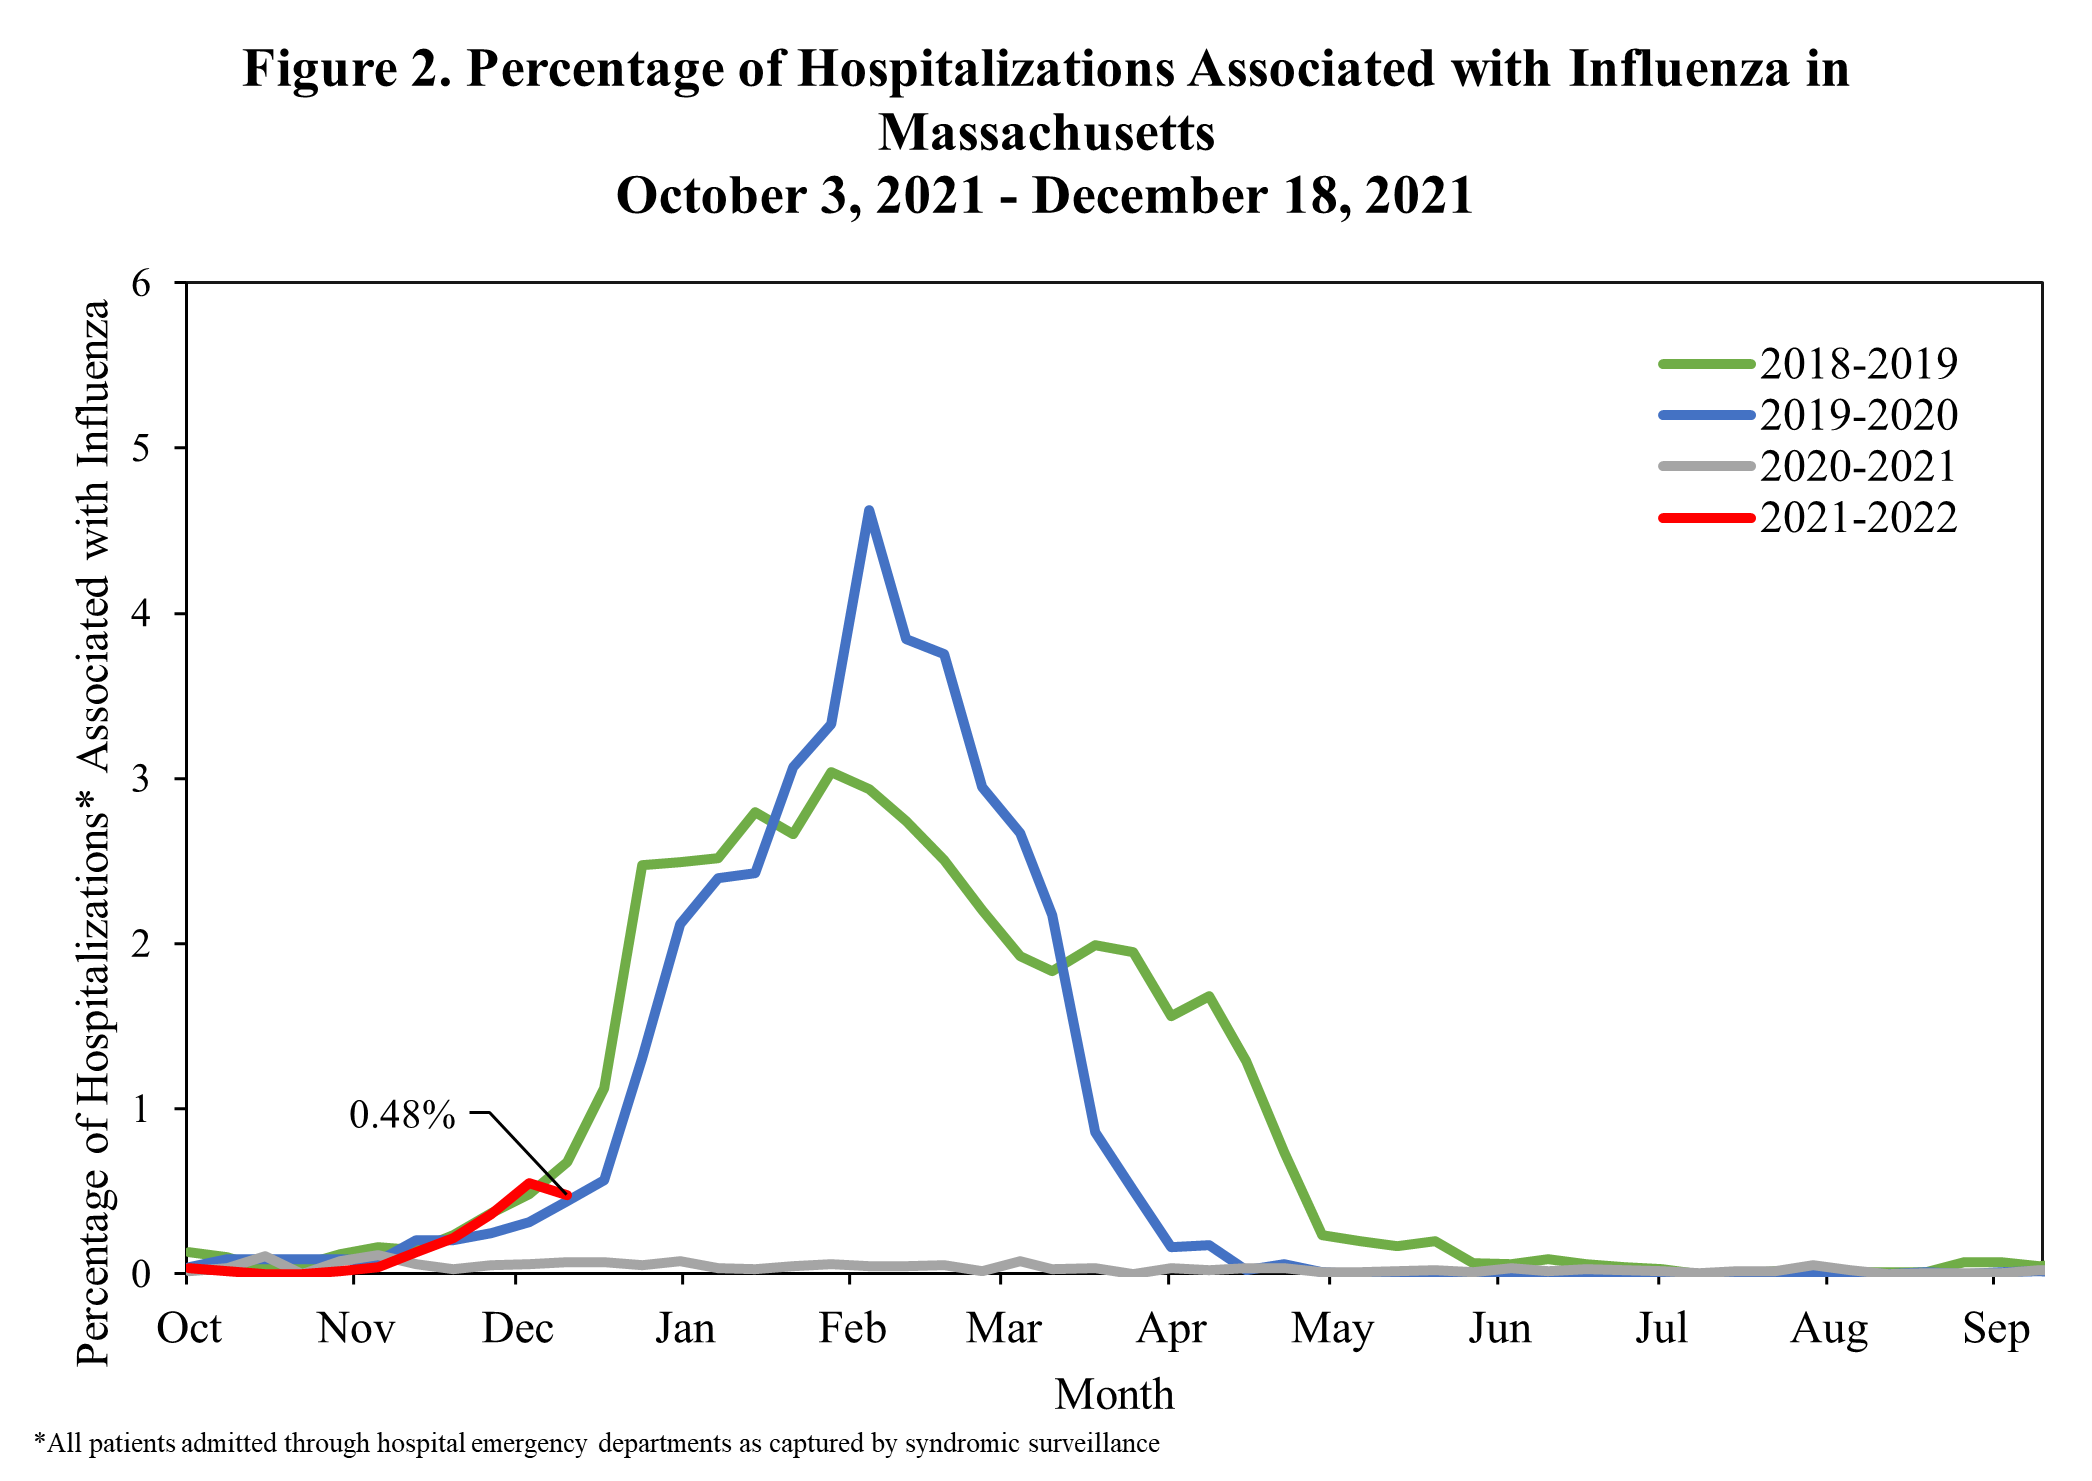 Figure 2. Percentage of Hospitalizations Associated with Influenza in
Massachusetts
October 3, 2021 - December 18, 2021
Percentage of Hospitalizations* Associated with Influenza
6
5
4
3
2
1
0
2018-2019
2019-2020
2020-2021
2021-2022
0.48%
Oct Nov Dec Jan Feb Mar Apr May Jun Jul Aug Sep
Month
*All patients admitted through hospital emergency departments as captured by syndromic surveillance